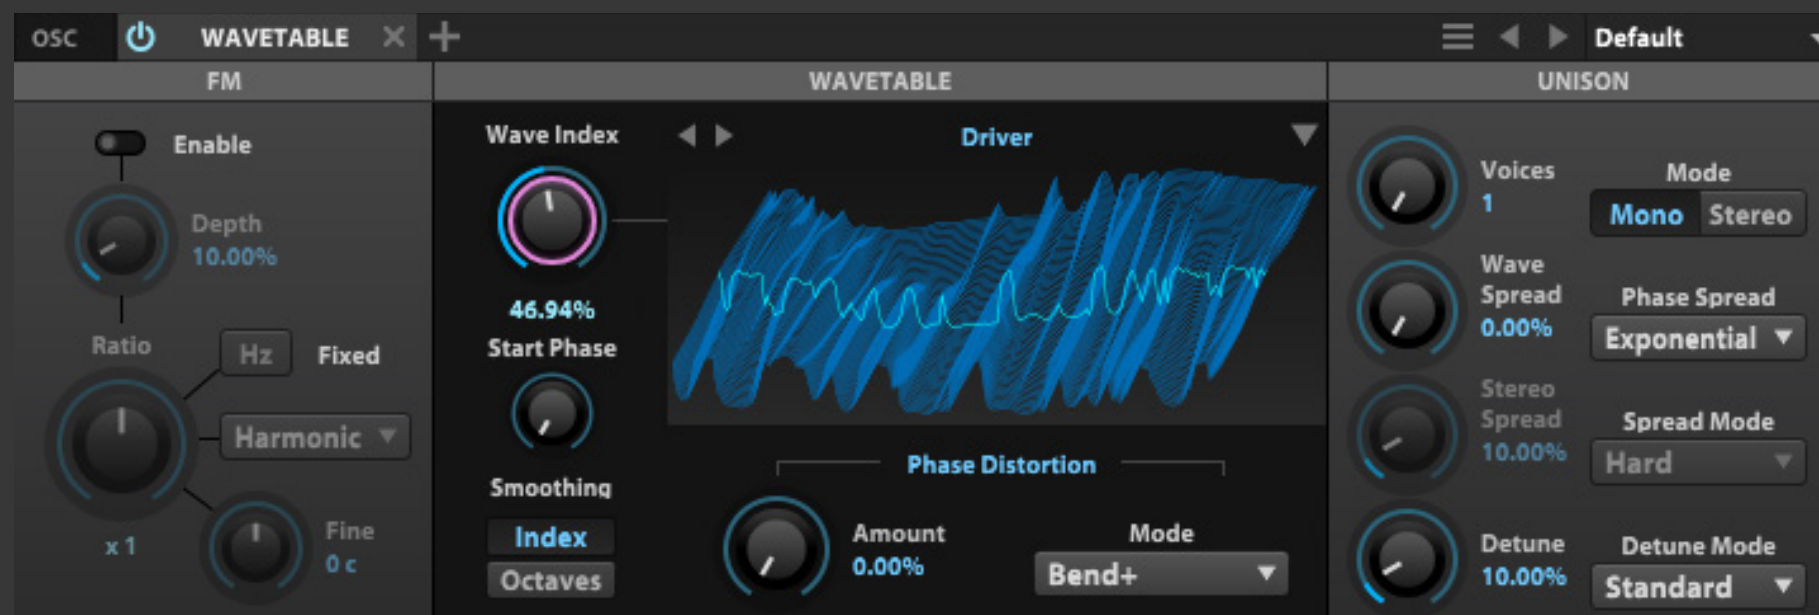 OSC
WAVETABLE
Default
FM
Enable
Depth
10.00%
Ratio
Hz
Fixed
Harmonic
x 1
Fine
0 c
WAVETABLE
Wave Index
46.94%
Start Phase
Smoothing
Index
Octaves
Driver
Phase Distortion
Amount
0.00%
Mode
Bend+
UNISON
Voices
1
Mode
Mono Stereo
Wave
Spread
0.00%
Phase Spread
Exponential
Stereo
Spread
10.00%
Spread Mode
Hard
Detune
10.00%
Detune Mode
Standard